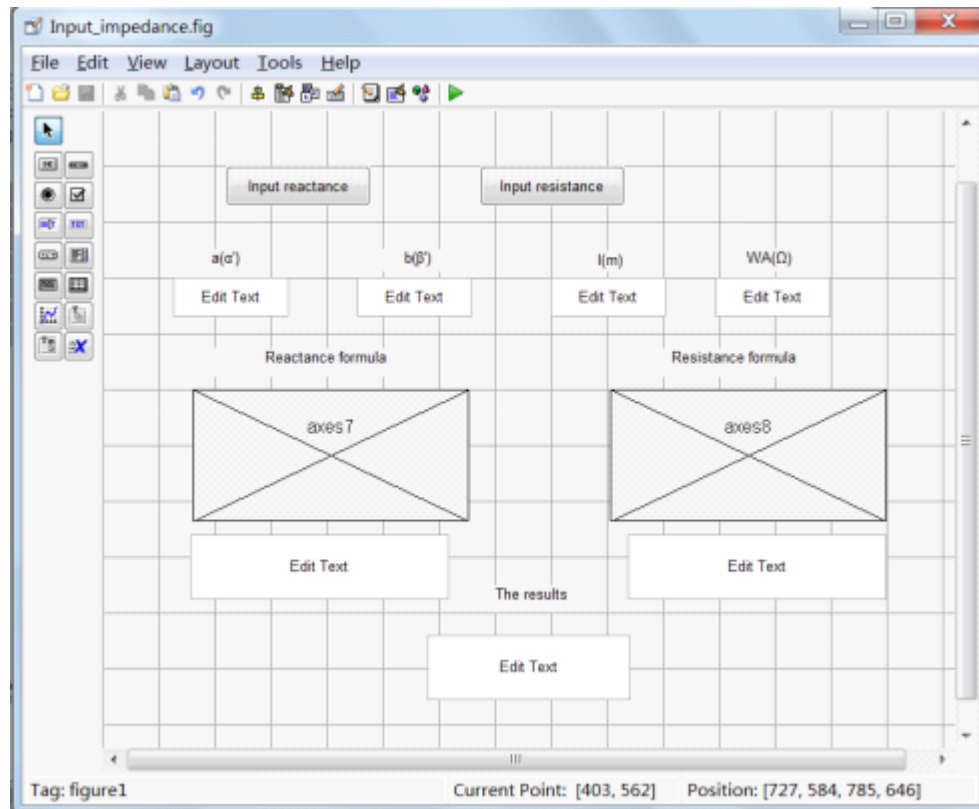 Input_impedance.fig
File Edit View Layout Tools Help
Input reactance Input resistance
a(α') b(β') l(m) WA(Ω)
Edit Text Edit Text Edit Text Edit Text
Reactance formula Resistance formula
axes7 axes8
Edit Text Edit Text
The results
Edit Text
Tag: figure1 Current Point: [403, 562] Position: [727, 584, 785, 646]